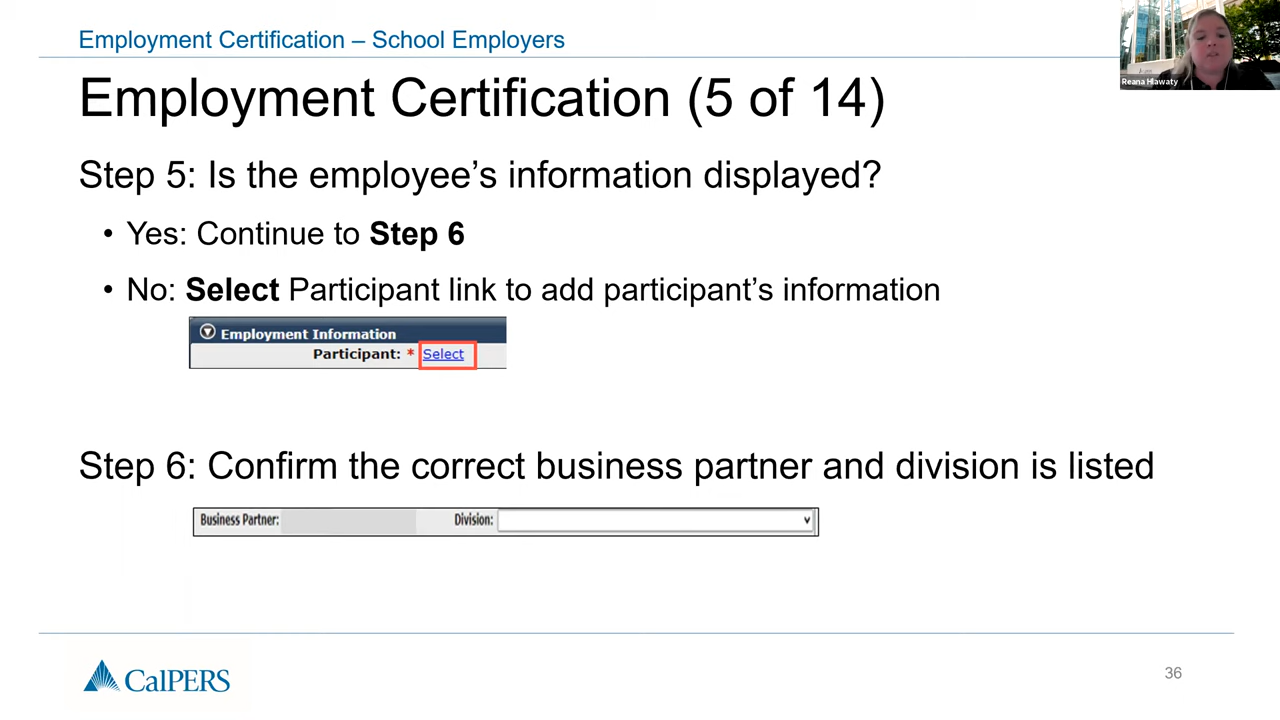 Employment Certification – School Employers
Reana Hlawaty
Employment Certification (5 of 14)
Step 5: Is the employee’s information displayed?
• Yes: Continue to Step 6
• No: Select Participant link to add participant’s information
Employment Information
Participant: * Select
Step 6: Confirm the correct business partner and division is listed
Business Partner: Division:
CalPERS
36